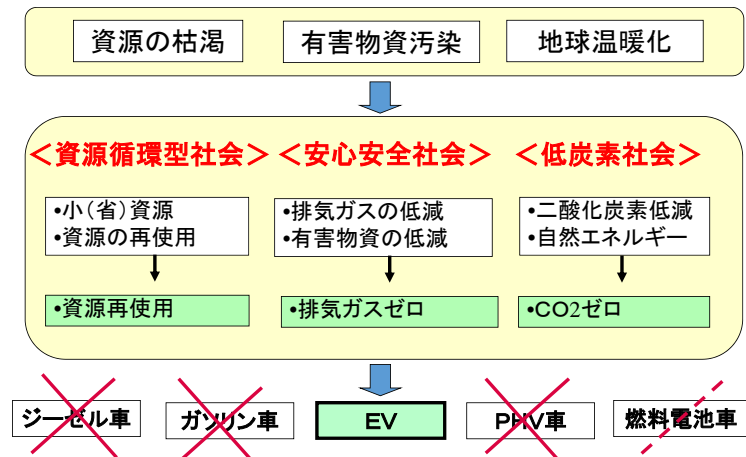 資源の枯渇
有害物資汚染
地球温暖化
＜資源循環型社会＞
＜安心安全社会＞
＜低炭素社会＞
•小（省）資源
•資源の再使用
•排気ガスの低減
•有害物資の低減
•二酸化炭素低減
•自然エネルギー
•資源再使用
•排気ガスゼロ
•CO2ゼロ
ジーゼル車
ガソリン車
EV
PHV車
燃料電池車